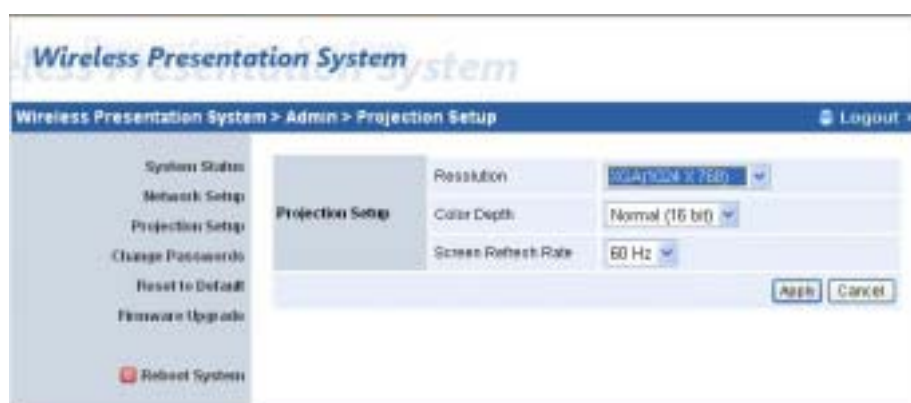 Wireless Presentation System
Wireless Presentation System > Admin > Projection Setup
Logout
System Status
Network Setup
Projection Setup
Change Passwords
Reset to Default
Firmware Upgrade
Reboot System
Projection Setup
Resolution
XGA(1024 X 768)
Color Depth
Normal (16 bit)
Screen Refresh Rate
60 Hz
Apply
Cancel